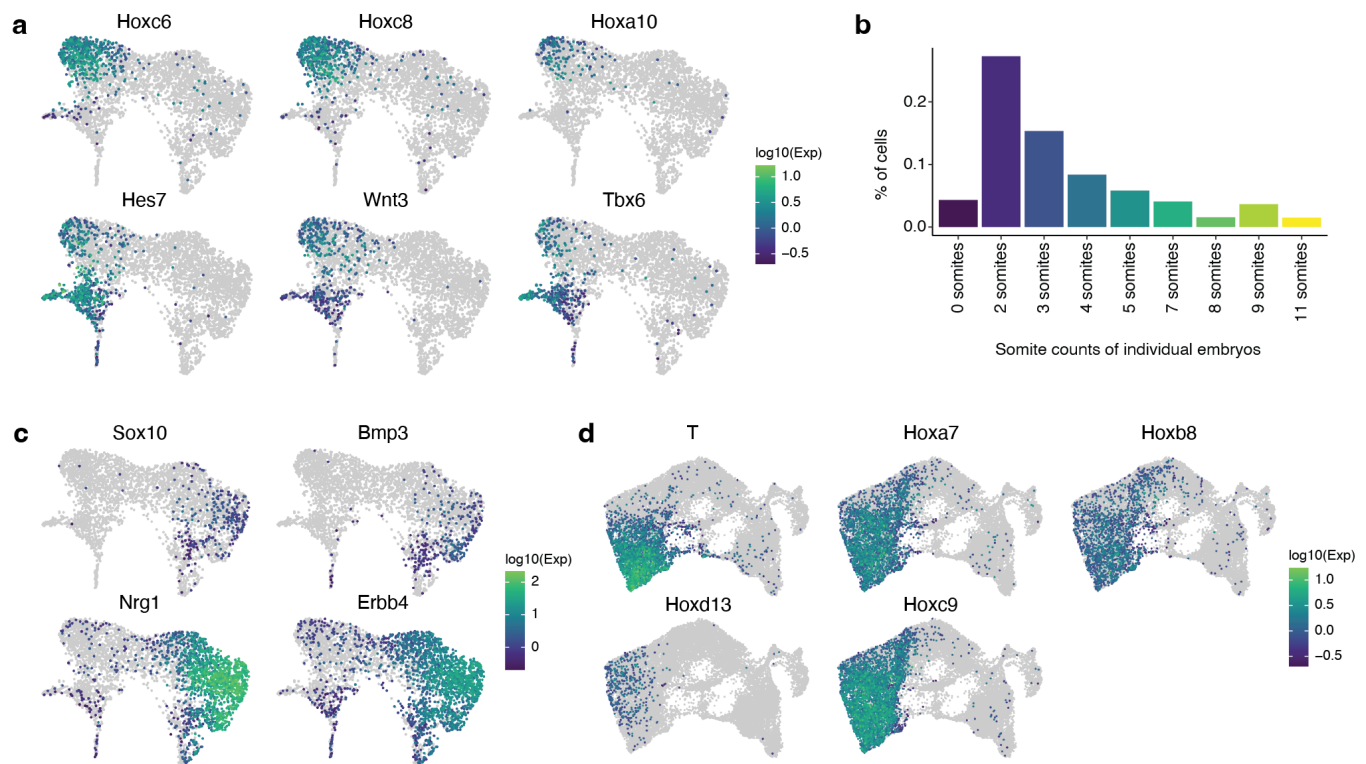 a
Hoxc6
Hoxc8
Hoxa10
Hes7
Wnt3
Tbx6
log10(Exp)
1.0
0.5
0.0
−0.5
b
% of cells
0.2
0.1
0.0
0 somites
2 somites
3 somites
4 somites
5 somites
7 somites
8 somites
9 somites
11 somites
Somite counts of individual embryos
c
Sox10
Bmp3
Nrg1
Erbb4
log10(Exp)
2
1
0
d
T
Hoxa7
Hoxb8
Hoxd13
Hoxc9
log10(Exp)
1.0
0.5
0.0
−0.5